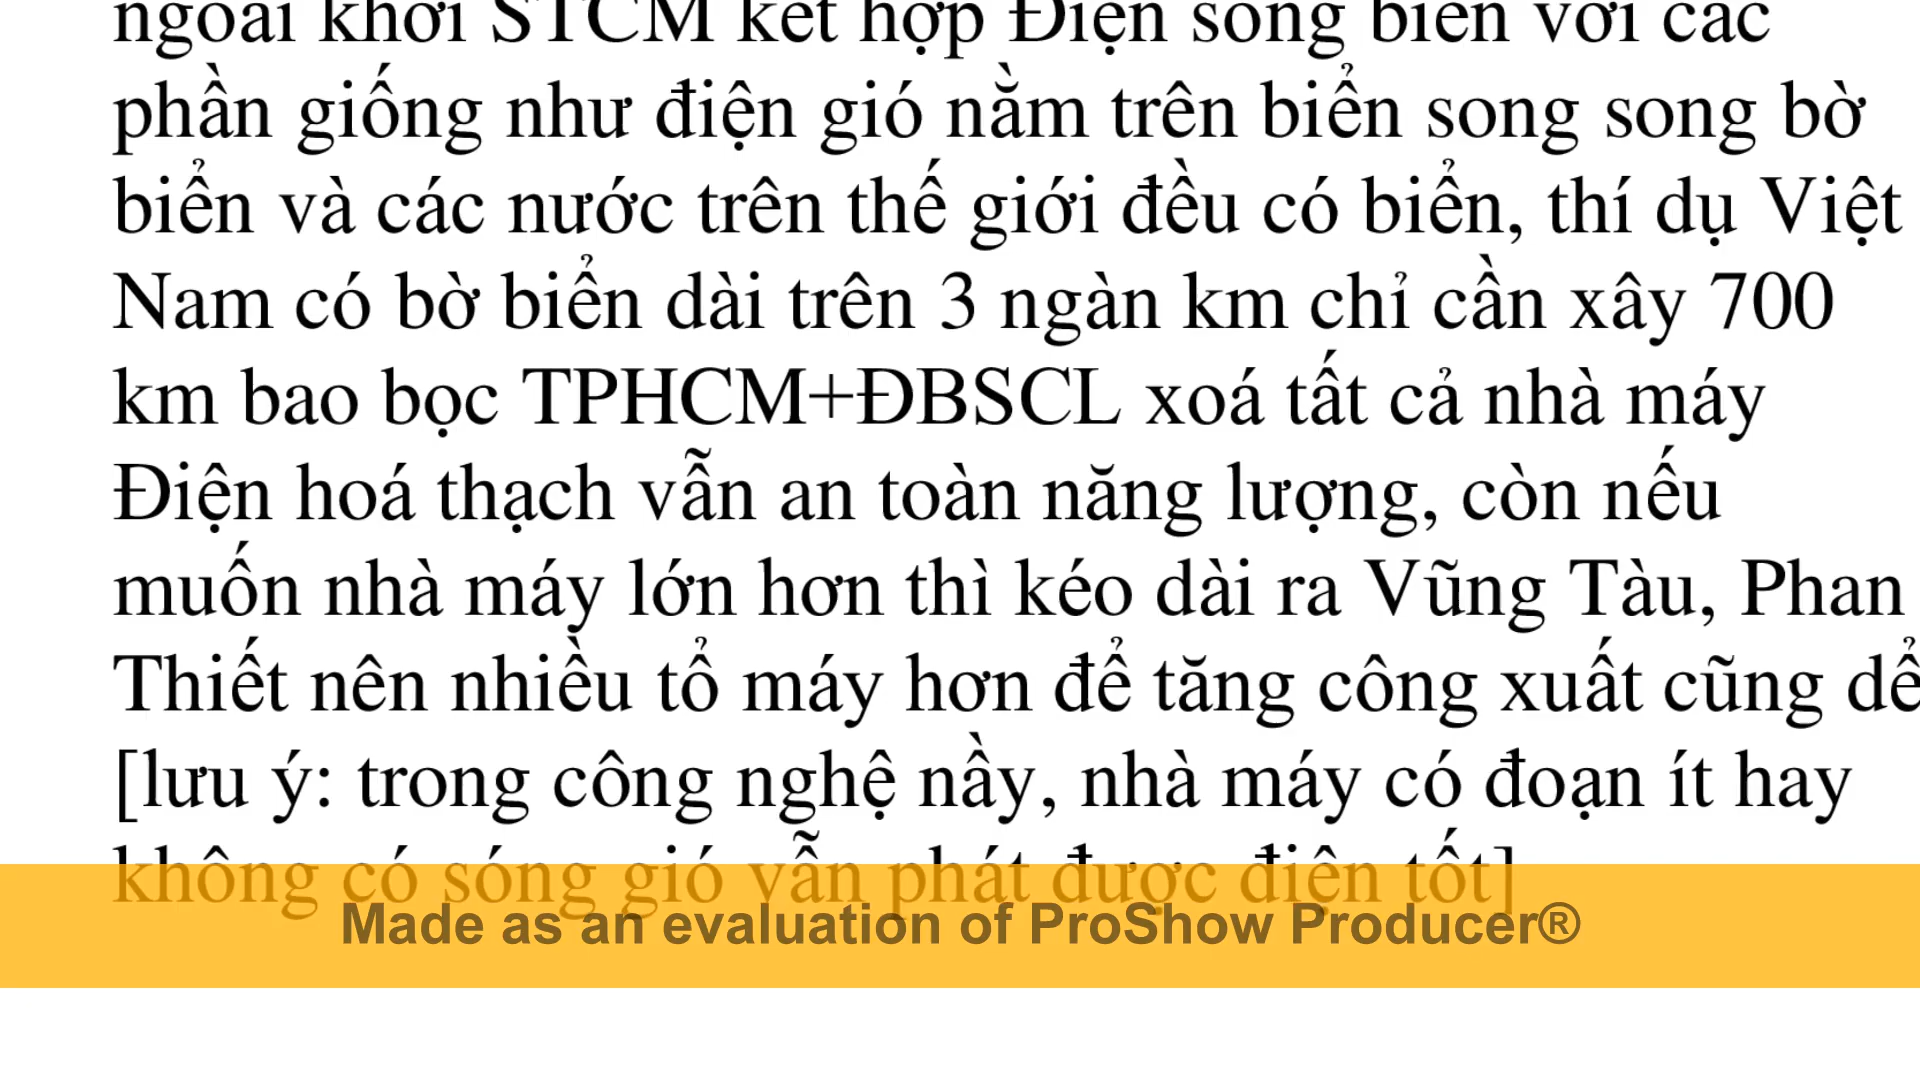 ngoài khơi STCM kết hợp Điện sóng biển với các
phần giống như điện gió nằm trên biển song song bờ
biển và các nước trên thế giới đều có biển, thí dụ Việt
Nam có bờ biển dài trên 3 ngàn km chỉ cần xây 700
km bao bọc TPHCM+ĐBSCL xoá tất cả nhà máy
Điện hoá thạch vẫn an toàn năng lượng, còn nếu
muốn nhà máy lớn hơn thì kéo dài ra Vũng Tàu, Phan
Thiết nên nhiều tổ máy hơn để tăng công xuất cũng dể
[lưu ý: trong công nghệ nầy, nhà máy có đoạn ít hay
không có sóng gió vẫn phát được điện tốt]
Made as an evaluation of ProShow Producer®